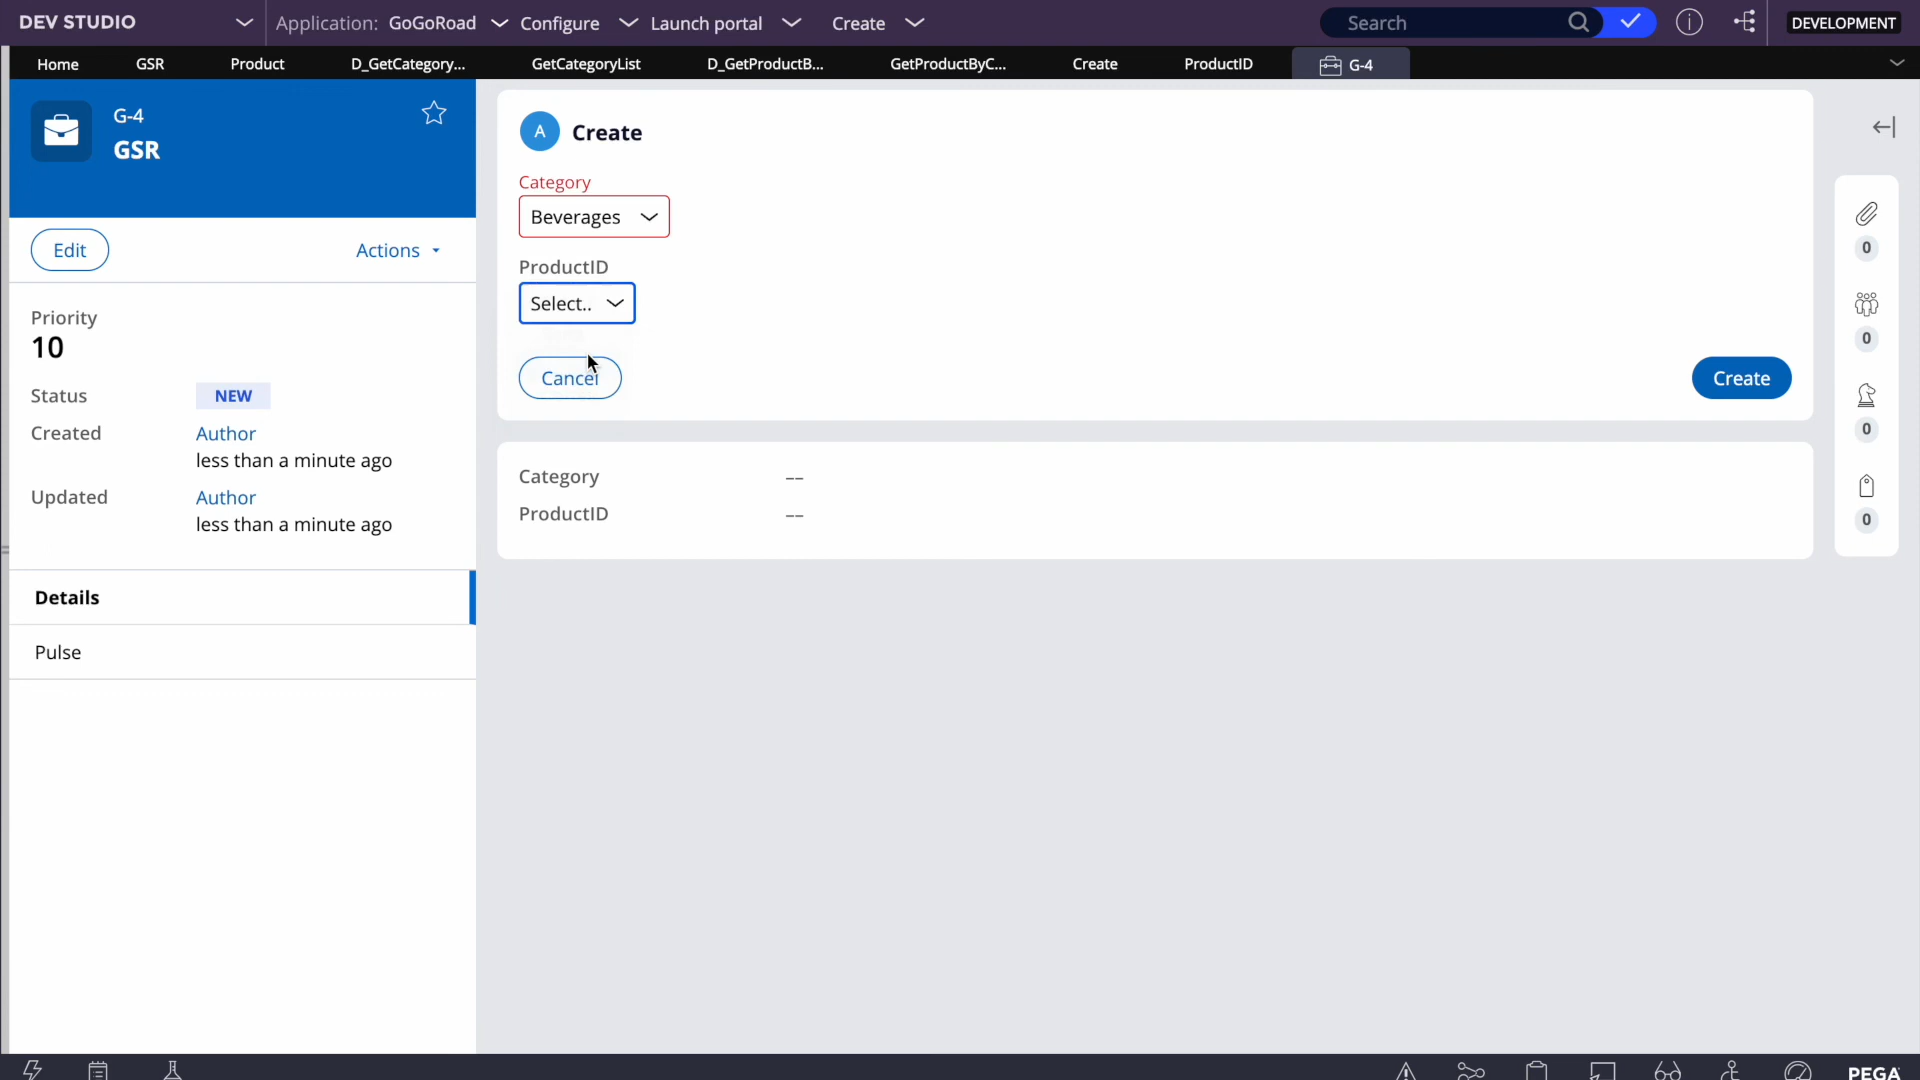 DEV STUDIO
Application: GoGoRoad Configure Launch portal Create Search DEVELOPMENT
Home GSR Product D_GetCategory... GetCategoryList D_GetProductB... GetProductByC... Create ProductID G-4
G-4
GSR
Edit Actions
Priority
10
Status NEW
Created Author
less than a minute ago
Updated Author
less than a minute ago
Details
Pulse
A Create
Category
Beverages
ProductID
Select..
Cancel Create
Category --
ProductID --
0
0
0
0
PEGA